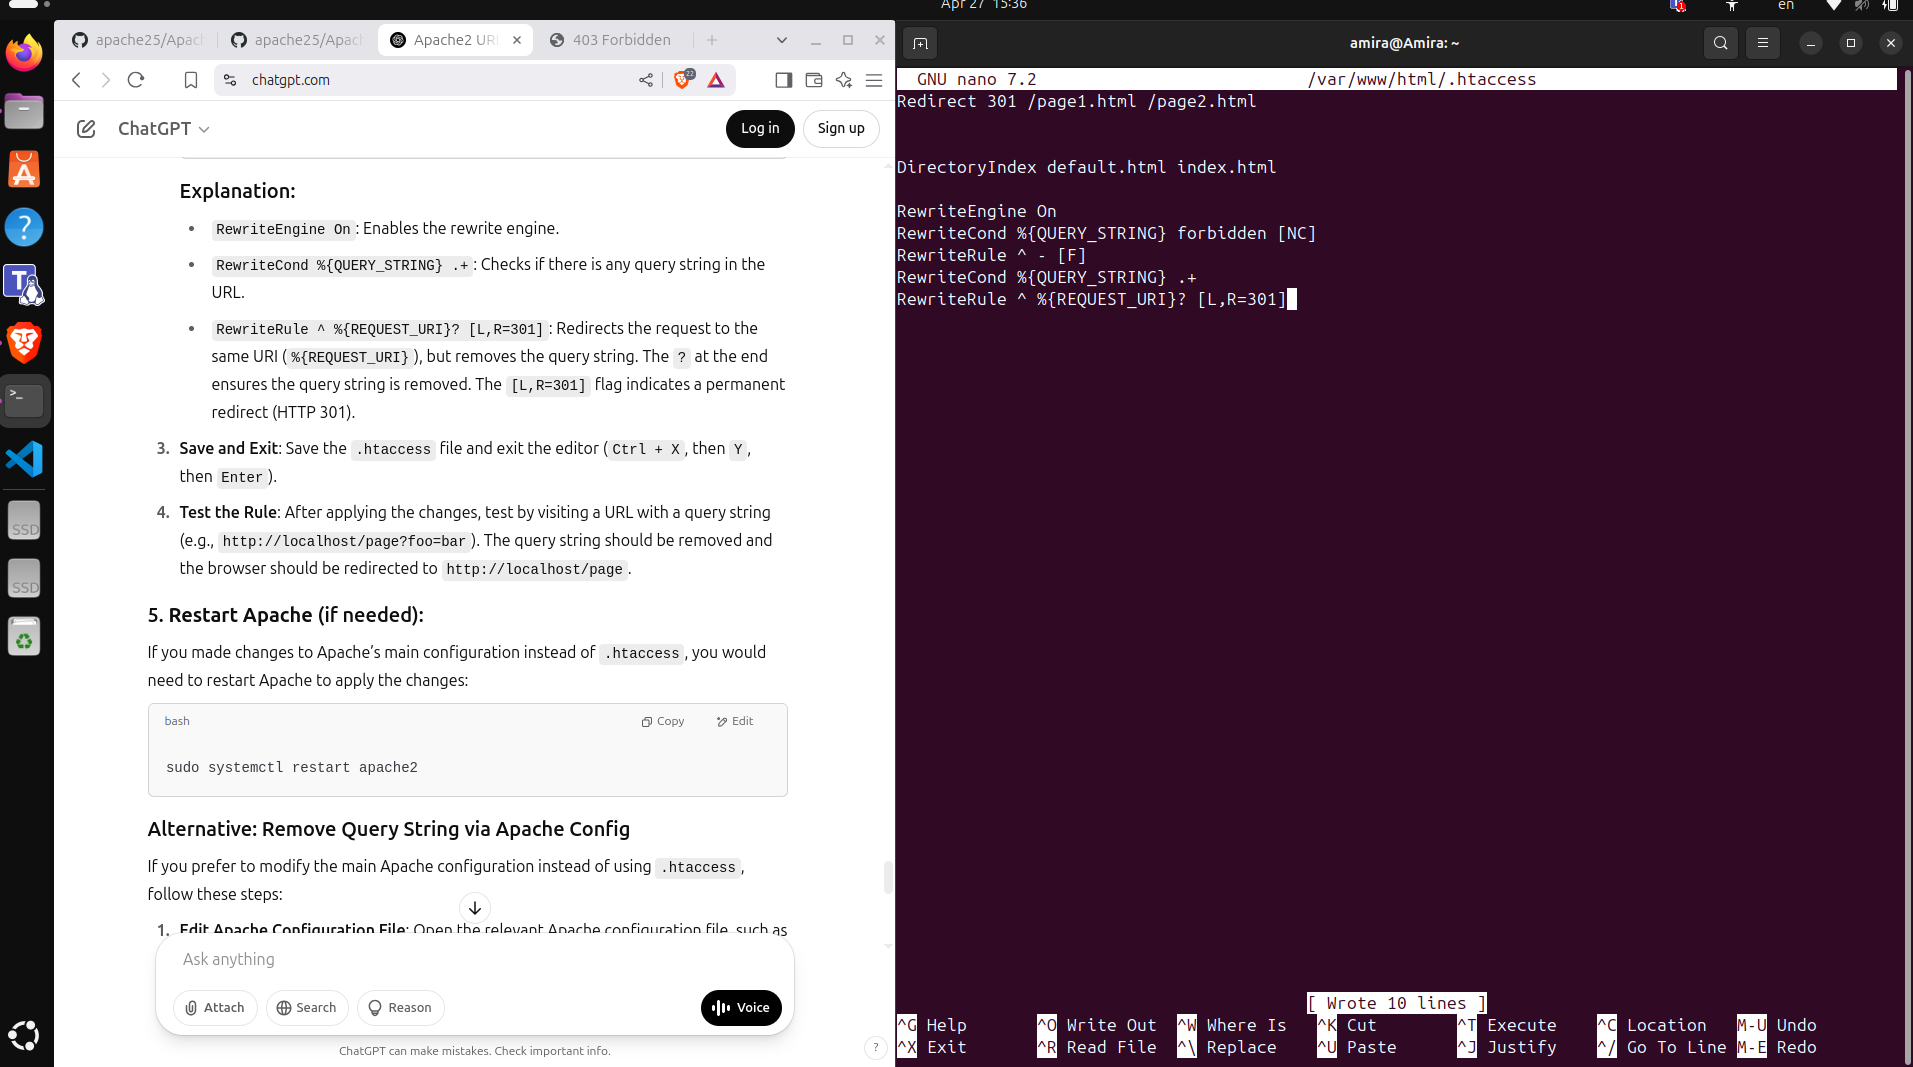 Apr 27 15:36
1
en
apache25/Apach
apache25/Apach
Apache2 URL
403 Forbidden
chatgpt.com
22
ChatGPT
Log in
Sign up
Explanation:
RewriteEngine On: Enables the rewrite engine.
RewriteCond %{QUERY_STRING} .+: Checks if there is any query string in the
URL.
RewriteRule ^ %{REQUEST_URI}? [L,R=301]: Redirects the request to the
same URI (%{REQUEST_URI}), but removes the query string. The ? at the end
ensures the query string is removed. The [L,R=301] flag indicates a permanent
redirect (HTTP 301).
3. Save and Exit: Save the .htaccess file and exit the editor (Ctrl + X, then Y,
then Enter).
4. Test the Rule: After applying the changes, test by visiting a URL with a query string
(e.g., http://localhost/page?foo=bar). The query string should be removed and
the browser should be redirected to http://localhost/page.
5. Restart Apache (if needed):
If you made changes to Apache’s main configuration instead of .htaccess, you would
need to restart Apache to apply the changes:
bash
Copy
Edit
sudo systemctl restart apache2
Alternative: Remove Query String via Apache Config
If you prefer to modify the main Apache configuration instead of using .htaccess,
follow these steps:
1. Edit Apache Configuration File: Open the relevant Apache configuration file, such as
Ask anything
Attach
Search
Reason
Voice
ChatGPT can make mistakes. Check important info.
?
SSD
SSD
amira@Amira: ~
GNU nano 7.2 /var/www/html/.htaccess
Redirect 301 /page1.html /page2.html
DirectoryIndex default.html index.html
RewriteEngine On
RewriteCond %{QUERY_STRING} forbidden [NC]
RewriteRule ^ - [F]
RewriteCond %{QUERY_STRING} .+
RewriteRule ^ %{REQUEST_URI}? [L,R=301]
[ Wrote 10 lines ]
^G Help ^O Write Out ^W Where Is ^K Cut ^T Execute ^C Location M-U Undo
^X Exit ^R Read File ^\ Replace ^U Paste ^J Justify ^/ Go To Line M-E Redo